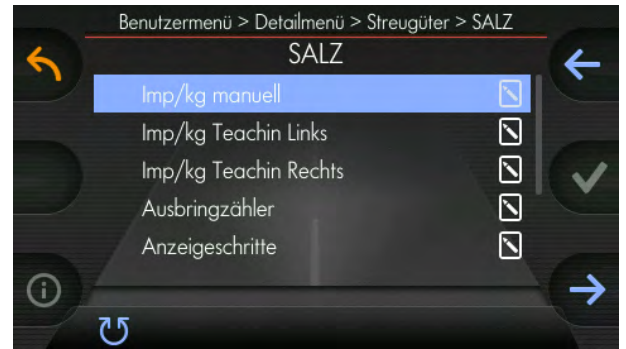 Benutzermenü > Detailmenü > Streugüter > SALZ
SALZ
Imp/kg manuell
Imp/kg Teachin Links
Imp/kg Teachin Rechts
Ausbringzähler
Anzeigeschritte